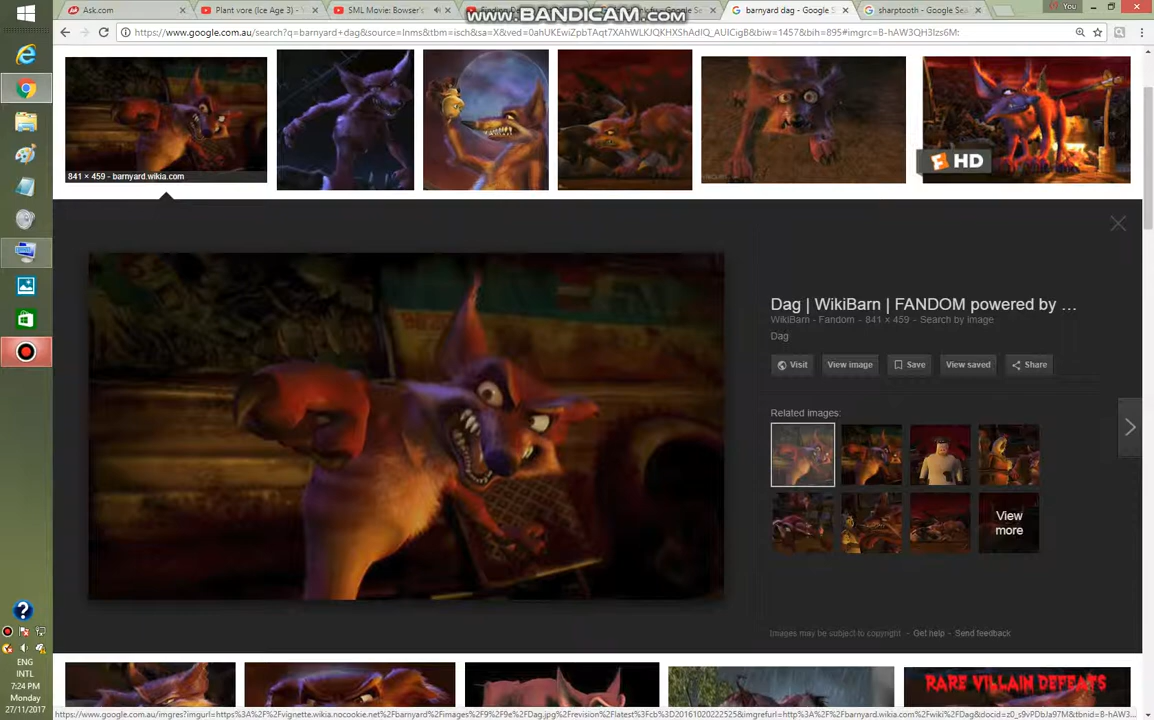 Ask.com
Plant vore (Ice Age 3) - Y
SML Movie: Bowser's
www.BANDICAM.com
barnyard dag - Google S
sharptooth - Google Sea
You
https://www.google.com.au/search?q=barnyard+dag&source=lnms&tbm=isch&sa=X&ved=0ahUKEwiZpbTAqt7XAhWLKJQKHXShAdIQ_AUICigB&biw=1457&bih=895#imgrc=B-hAW3QH3lzs6M:
841 × 459 - barnyard.wikia.com
HD
Dag | WikiBarn | FANDOM powered by ...
WikiBarn - Fandom - 841 × 459 - Search by image
Dag
Visit
View image
Save
View saved
Share
Related images:
View
more
Images may be subject to copyright - Get help - Send feedback
RARE VILLAIN DEFEATS
ENG
INTL
7:24 PM
Monday
27/11/2017